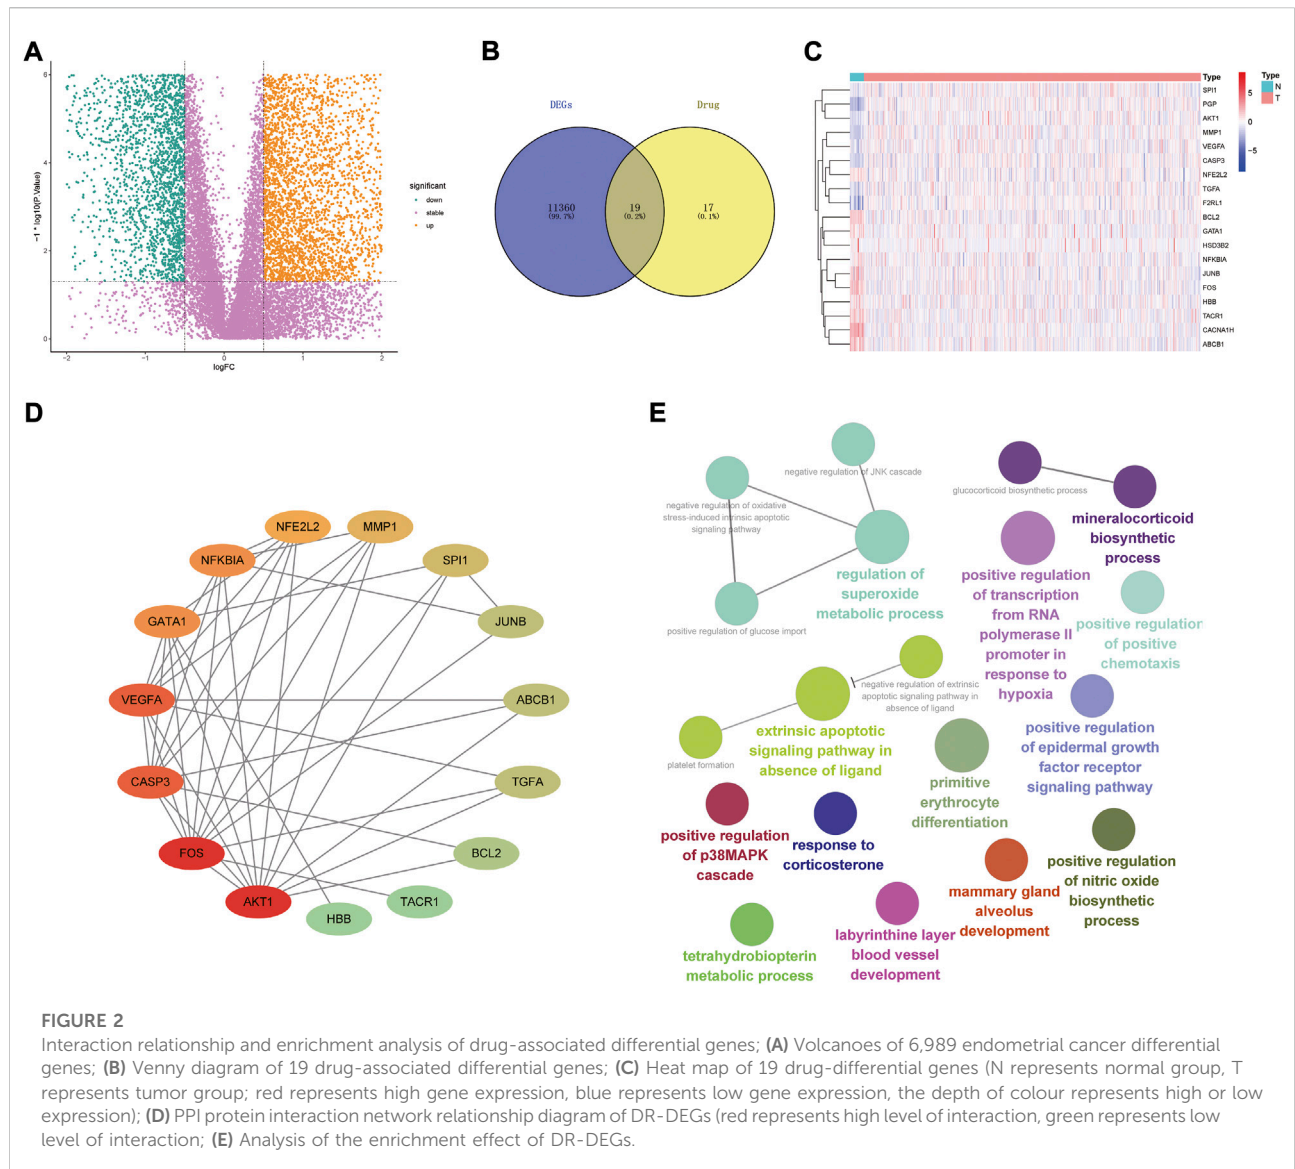 A
6
4
2
0
−1 * log10(P.Value)
−2
−1
0
1
2
logFC
significant
down
stable
up
B
DEGs
Drug
11360
(99.7%)
19
(0.2%)
17
(0.1%)
C
Type
SPI1
PGP
AKT1
MMP1
VEGFA
CASP3
NFE2L2
TGFA
F2RL1
BCL2
GATA1
HSD3B2
NFKBIA
JUNB
FOS
HBB
TACR1
CACNA1H
ABCB1
5
0
−5
Type
N
T
D
NFE2L2
MMP1
NFKBIA
SPI1
GATA1
JUNB
VEGFA
ABCB1
CASP3
TGFA
FOS
BCL2
AKT1
TACR1
HBB
E
negative regulation of JNK cascade
negative regulation of oxidative
stress-induced intrinsic apoptotic
signaling pathway
regulation of
superoxide
metabolic process
positive regulation of glucose import
glucocorticoid biosynthetic process
mineralocorticoid
biosynthetic
process
positive regulation
of transcription
from RNA
polymerase II
promoter in
response to
hypoxia
positive regulation
of positive
chemotaxis
negative regulation of extrinsic
apoptotic signaling pathway in
absence of ligand
extrinsic apoptotic
signaling pathway in
absence of ligand
platelet formation
positive regulation
of epidermal growth
factor receptor
signaling pathway
primitive
erythrocyte
differentiation
positive regulation
of p38MAPK
cascade
response to
corticosterone
positive regulation
of nitric oxide
biosynthetic
process
mammary gland
alveolus
development
labyrinthine layer
blood vessel
development
tetrahydrobiopterin
metabolic process
FIGURE 2
Interaction relationship and enrichment analysis of drug-associated differential genes; (A) Volcanoes of 6,989 endometrial cancer differential
genes; (B) Venny diagram of 19 drug-associated differential genes; (C) Heat map of 19 drug-differential genes (N represents normal group, T
represents tumor group; red represents high gene expression, blue represents low gene expression, the depth of colour represents high or low
expression); (D) PPI protein interaction network relationship diagram of DR-DEGs (red represents high level of interaction, green represents low
level of interaction; (E) Analysis of the enrichment effect of DR-DEGs.